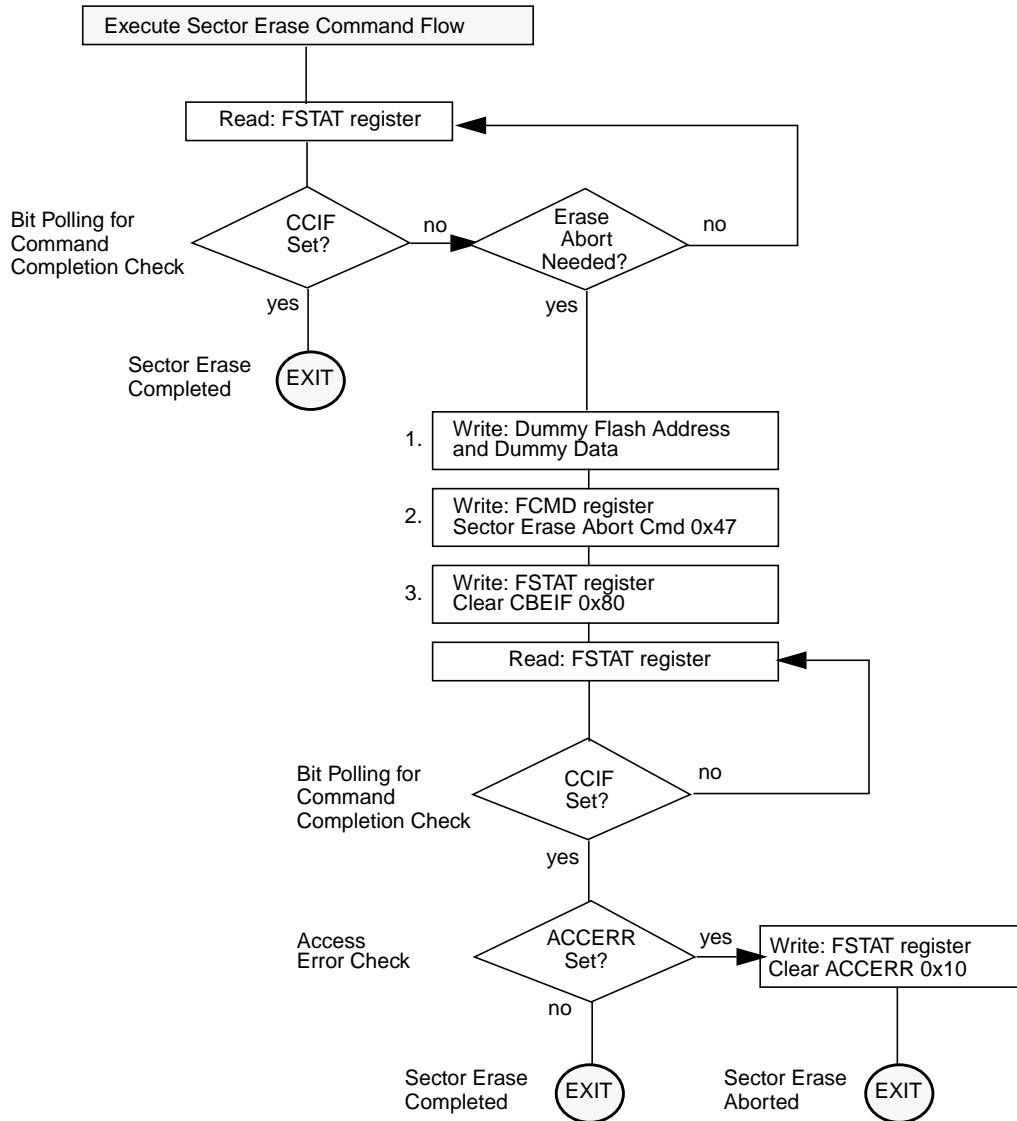 Execute Sector Erase Command Flow
Read: FSTAT register
Bit Polling for
Command
Completion Check
CCIF
Set?
no
Erase
Abort
Needed?
no
yes
yes
Sector Erase
Completed
EXIT
1.
Write: Dummy Flash Address
and Dummy Data
2.
Write: FCMD register
Sector Erase Abort Cmd 0x47
3.
Write: FSTAT register
Clear CBEIF 0x80
Read: FSTAT register
Bit Polling for
Command
Completion Check
CCIF
Set?
no
yes
Access
Error Check
ACCERR
Set?
yes
Write: FSTAT register
Clear ACCERR 0x10
no
Sector Erase
Completed
EXIT
Sector Erase
Aborted
EXIT